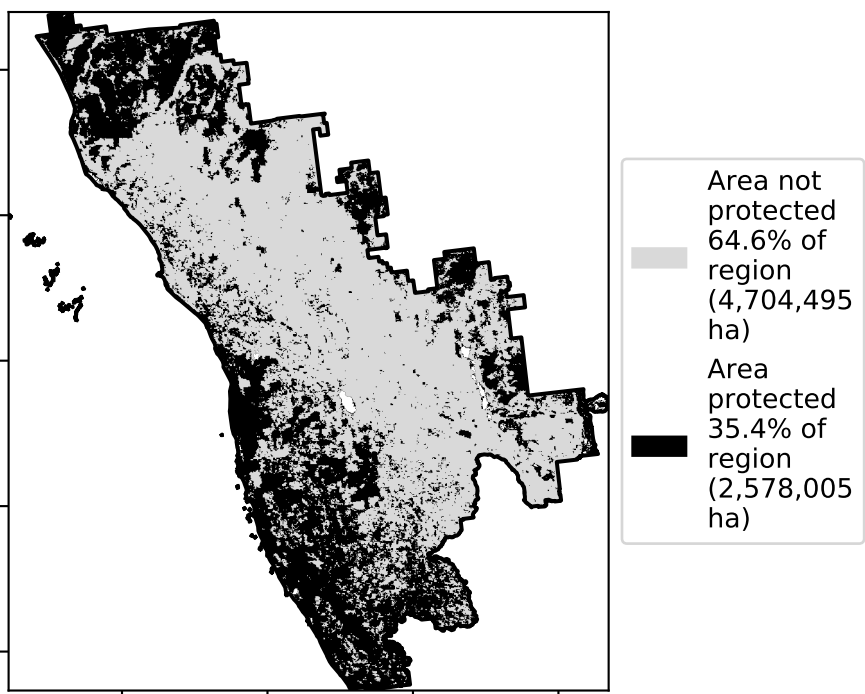 Area not
protected
64.6% of
region
(4,704,495
ha)
Area
protected
35.4% of
region
(2,578,005
ha)